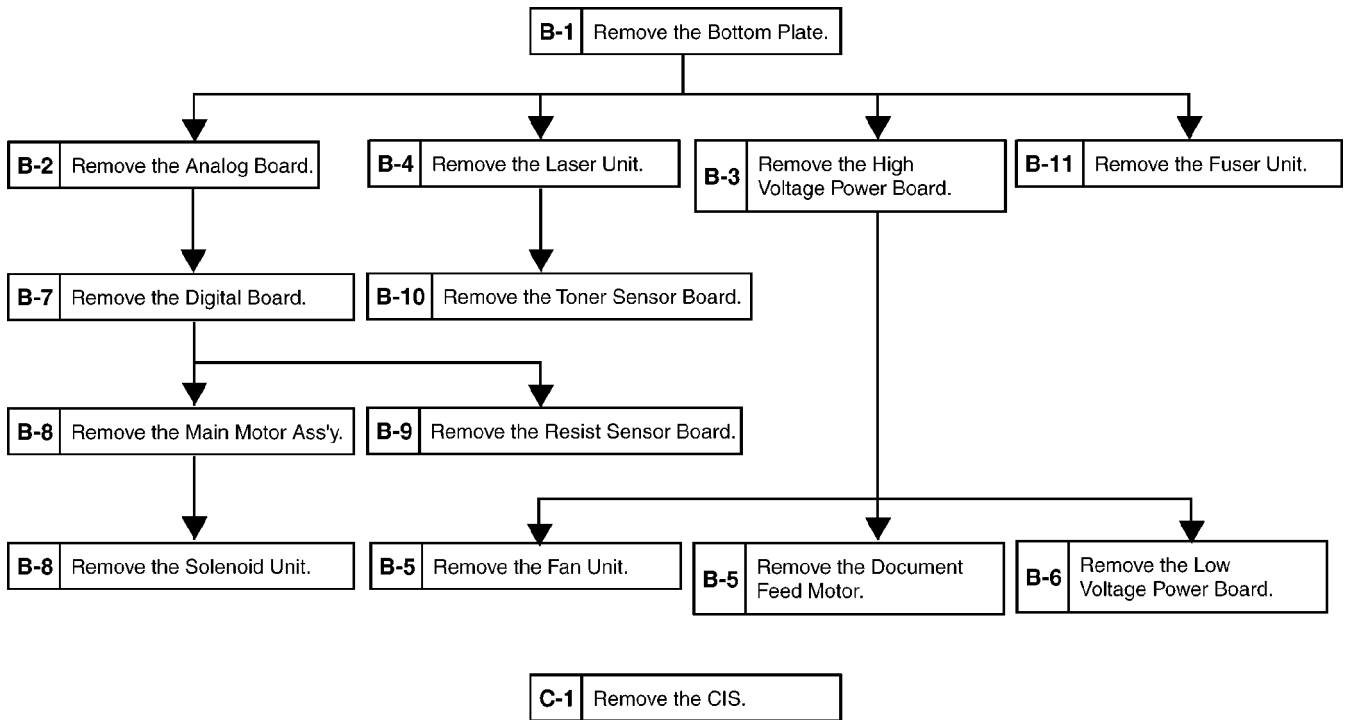 B-1 Remove the Bottom Plate.
B-2 Remove the Analog Board.
B-4 Remove the Laser Unit.
B-3 Remove the High
Voltage Power Board.
B-11 Remove the Fuser Unit.
B-7 Remove the Digital Board.
B-10 Remove the Toner Sensor Board.
B-8 Remove the Main Motor Ass'y.
B-9 Remove the Resist Sensor Board.
B-8 Remove the Solenoid Unit.
B-5 Remove the Fan Unit.
B-5 Remove the Document
Feed Motor.
B-6 Remove the Low
Voltage Power Board.
C-1 Remove the CIS.